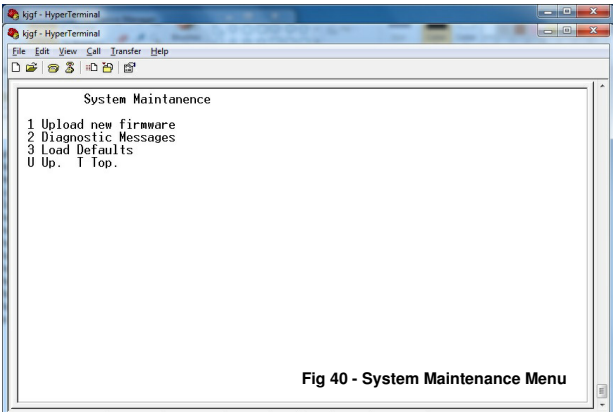 kjgf - HyperTerminal
kjgf - HyperTerminal
File Edit View Call Transfer Help
System Maintanence
1 Upload new firmware
2 Diagnostic Messages
3 Load Defaults
U Up. T Top.
Fig 40 - System Maintenance Menu